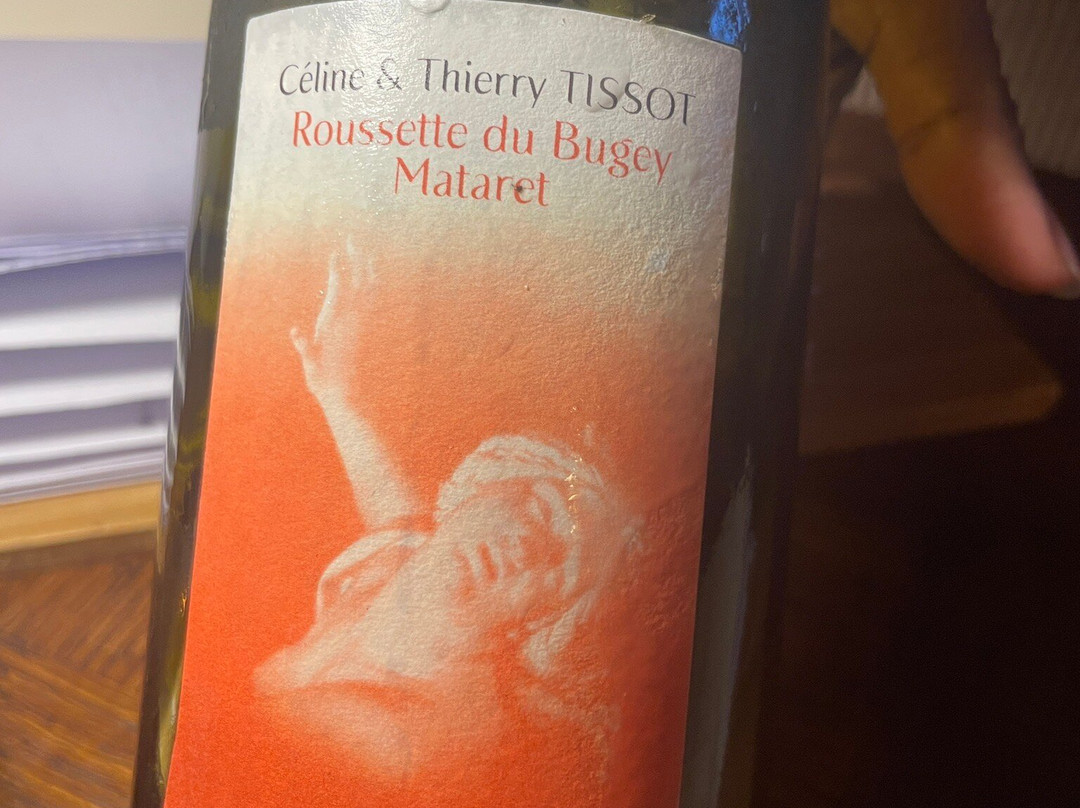 Céline & Thierry TISSOT
Roussette du Bugey
Mataret